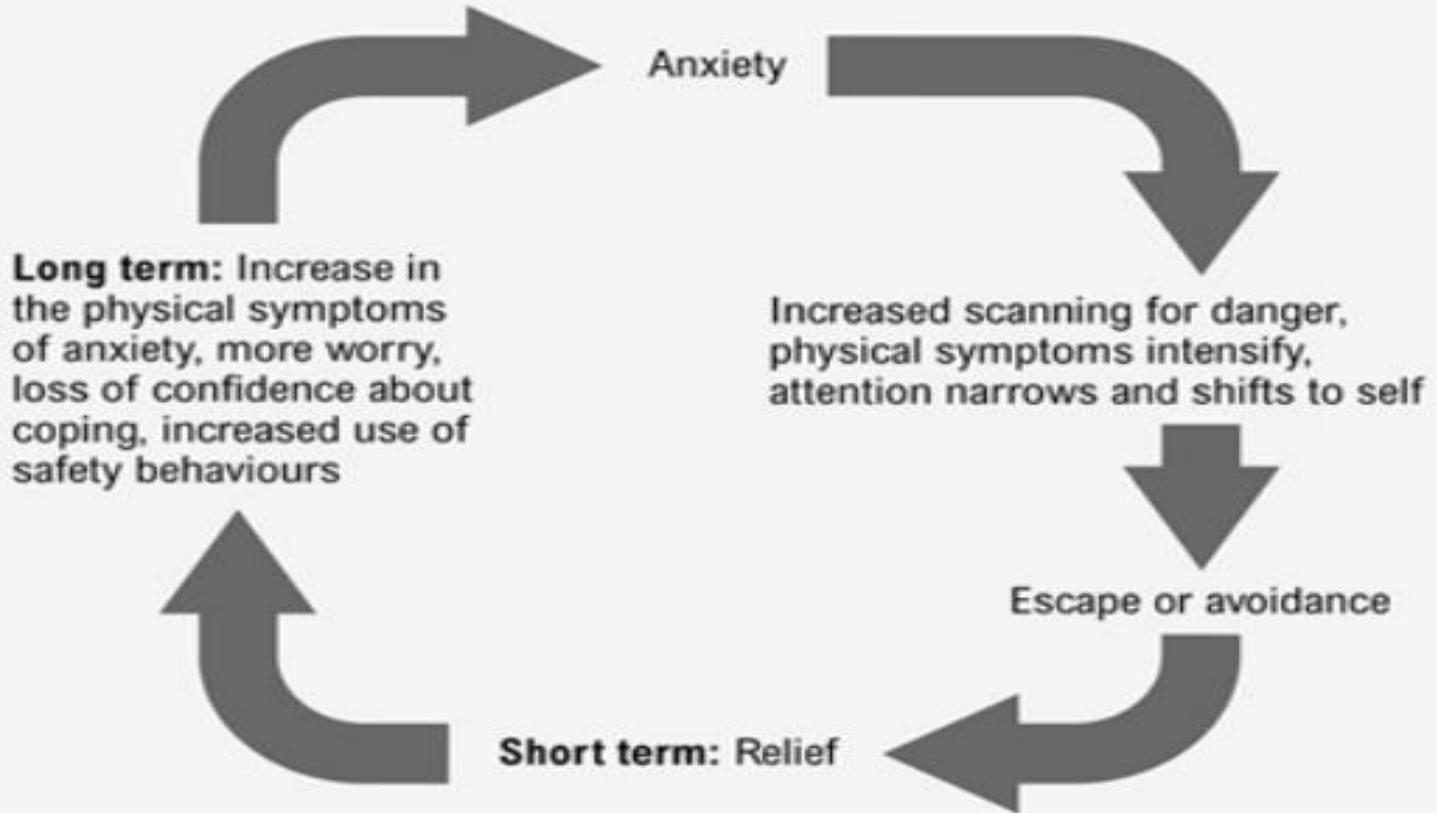 Anxiety
Increased scanning for danger,
physical symptoms intensify,
attention narrows and shifts to self
Escape or avoidance
Short term: Relief
Long term: Increase in
the physical symptoms
of anxiety, more worry,
loss of confidence about
coping, increased use of
safety behaviours